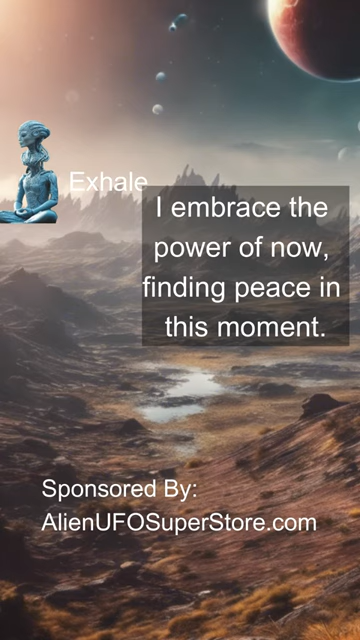 Exhale
I embrace the
power of now,
finding peace in
this moment.
Sponsored By:
AlienUFOSuperStore.com